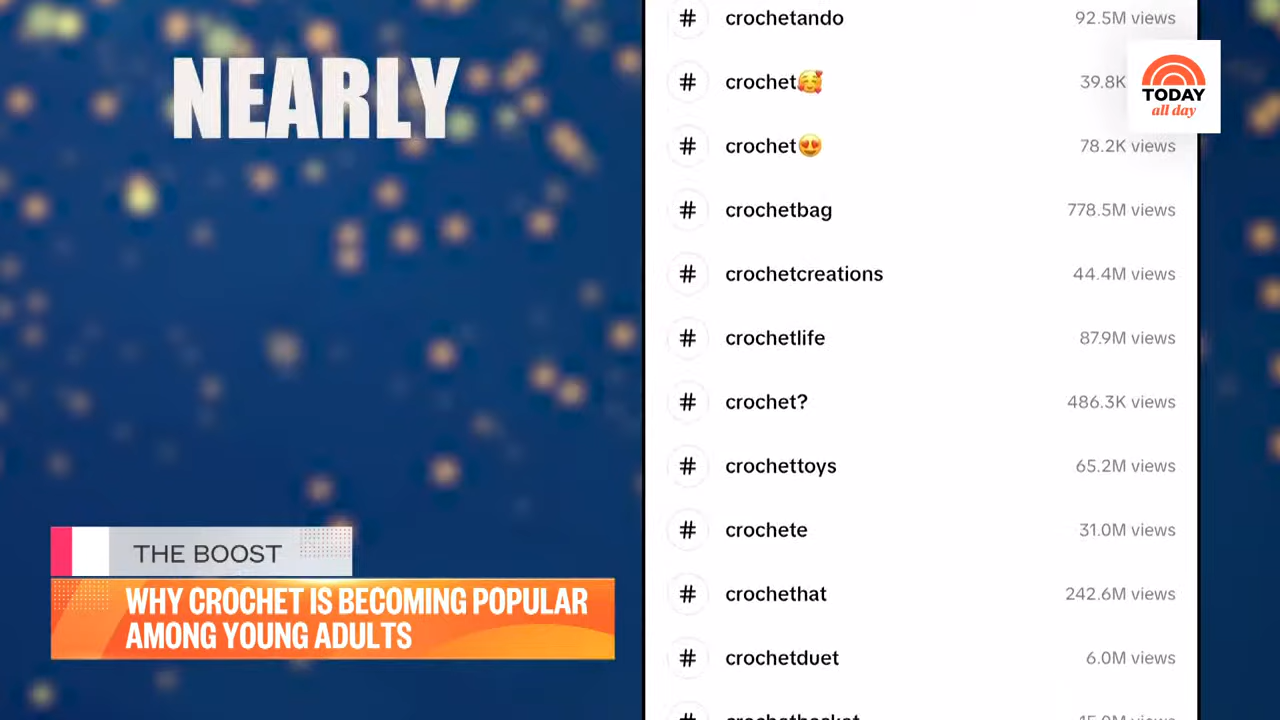 NEARLY
# crochetando 92.5M views
# crochet🥰 39.8K
# crochet😍 78.2K views
# crochetbag 778.5M views
# crochetcreations 44.4M views
# crochetlife 87.9M views
# crochet? 486.3K views
# crochettoys 65.2M views
# crochete 31.0M views
# crochethat 242.6M views
# crochetduet 6.0M views
TODAY
all day
THE BOOST
WHY CROCHET IS BECOMING POPULAR
AMONG YOUNG ADULTS